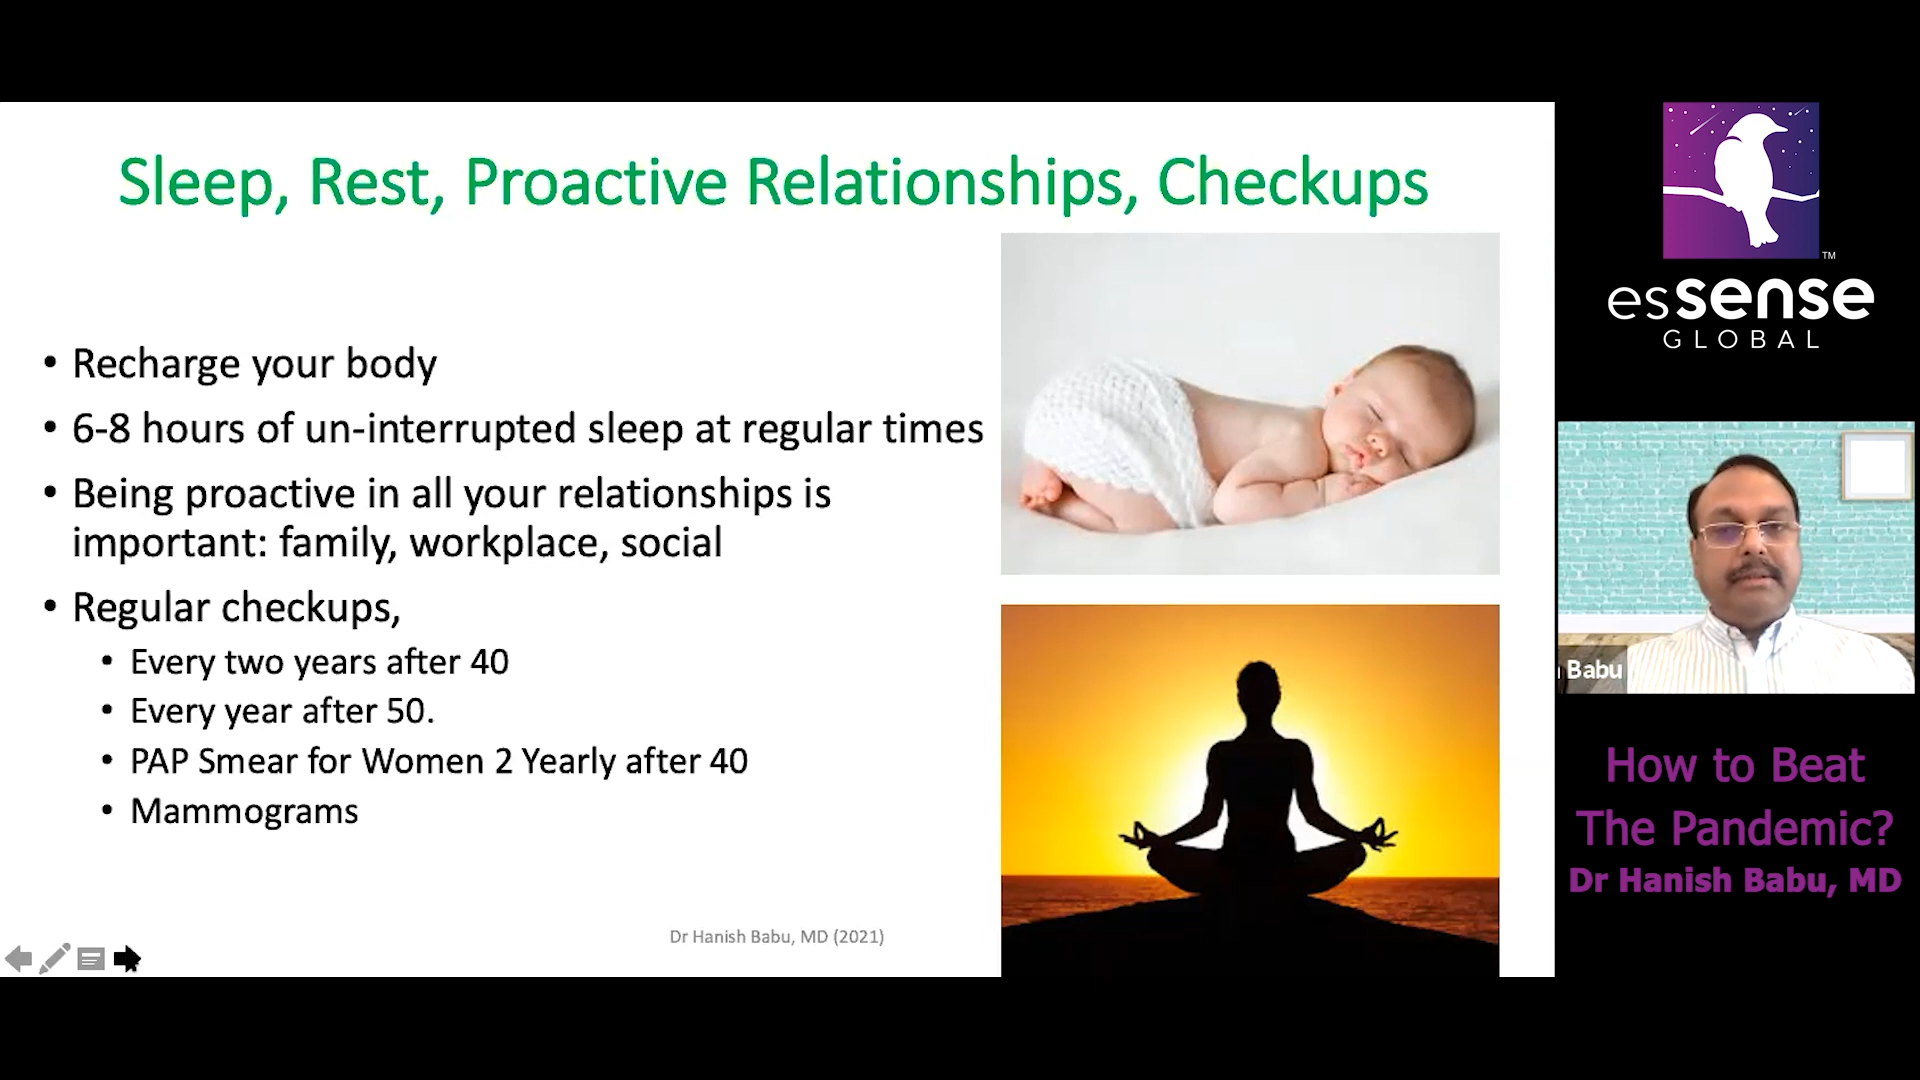 Sleep, Rest, Proactive Relationships, Checkups
• Recharge your body
• 6-8 hours of un-interrupted sleep at regular times
• Being proactive in all your relationships is
important: family, workplace, social
• Regular checkups,
• Every two years after 40
• Every year after 50.
• PAP Smear for Women 2 Yearly after 40
• Mammograms
Dr Hanish Babu, MD (2021)
TM
essense
GLOBAL
Babu
How to Beat
The Pandemic?
Dr Hanish Babu, MD